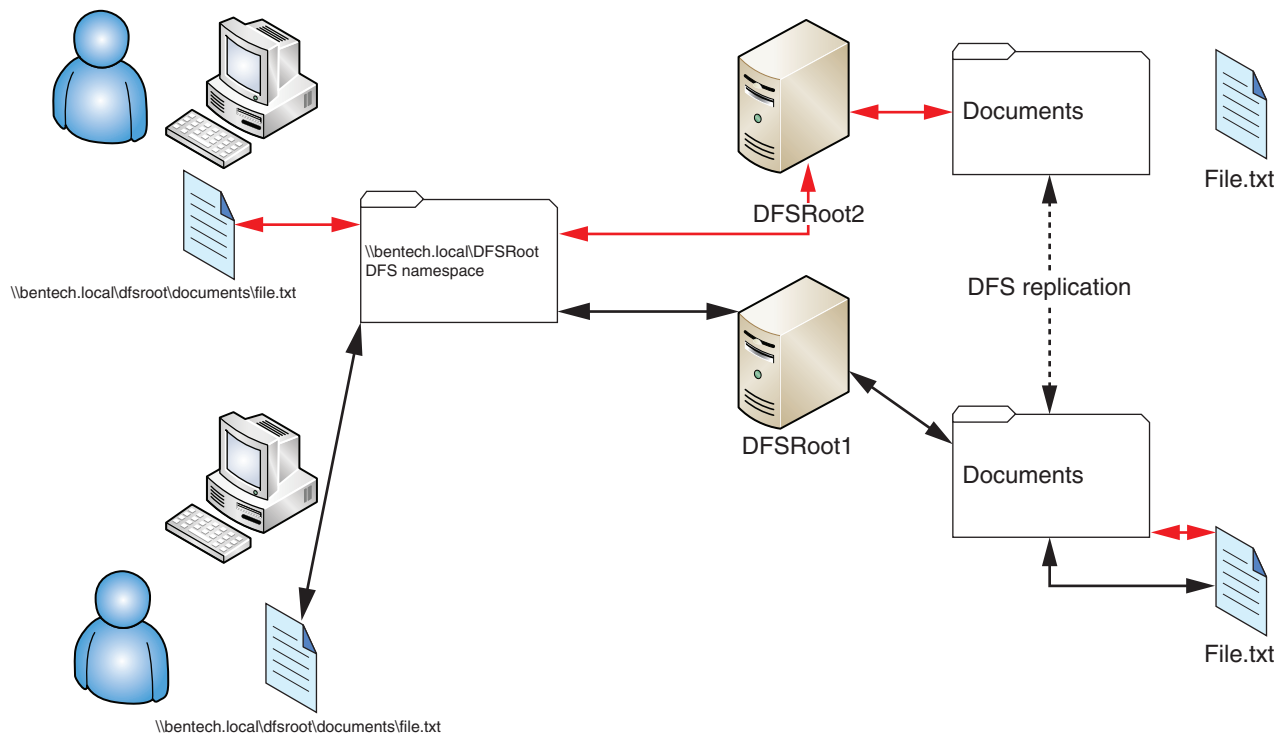 Documents
File.txt
DFSRoot2
\\bentech.local\DFSRoot
DFS namespace
\\bentech.local\dfsroot\documents\file.txt
DFS replication
DFSRoot1
Documents
File.txt
\\bentech.local\dfsroot\documents\file.txt